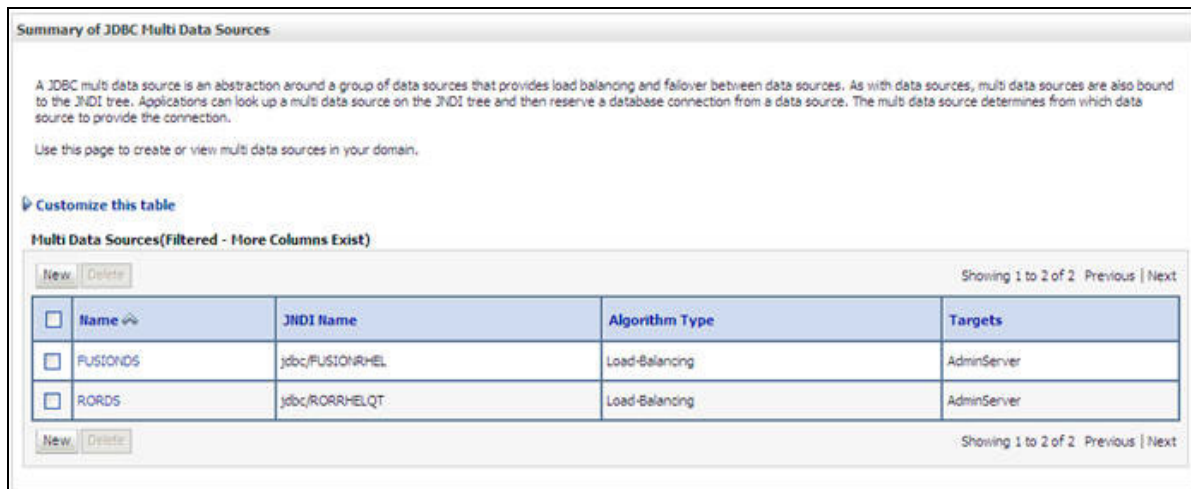 Summary of JDBC Multi Data Sources
A JDBC multi data source is an abstraction around a group of data sources that provides load balancing and failover between data sources. As with data sources, multi data sources are also bound
to the JNDI tree. Applications can look up a multi data source on the JNDI tree and then reserve a database connection from a data source. The multi data source determines from which data
source to provide the connection.
Use this page to create or view multi data sources in your domain.
Customize this table
Multi Data Sources(Filtered - More Columns Exist)
New Delete Showing 1 to 2 of 2 Previous | Next
Name JNDI Name Algorithm Type Targets
FUSIONDS jdbc/FUSIONRHEL Load-Balancing AdminServer
RORDS jdbc/RORRHELQT Load-Balancing AdminServer
New Delete Showing 1 to 2 of 2 Previous | Next